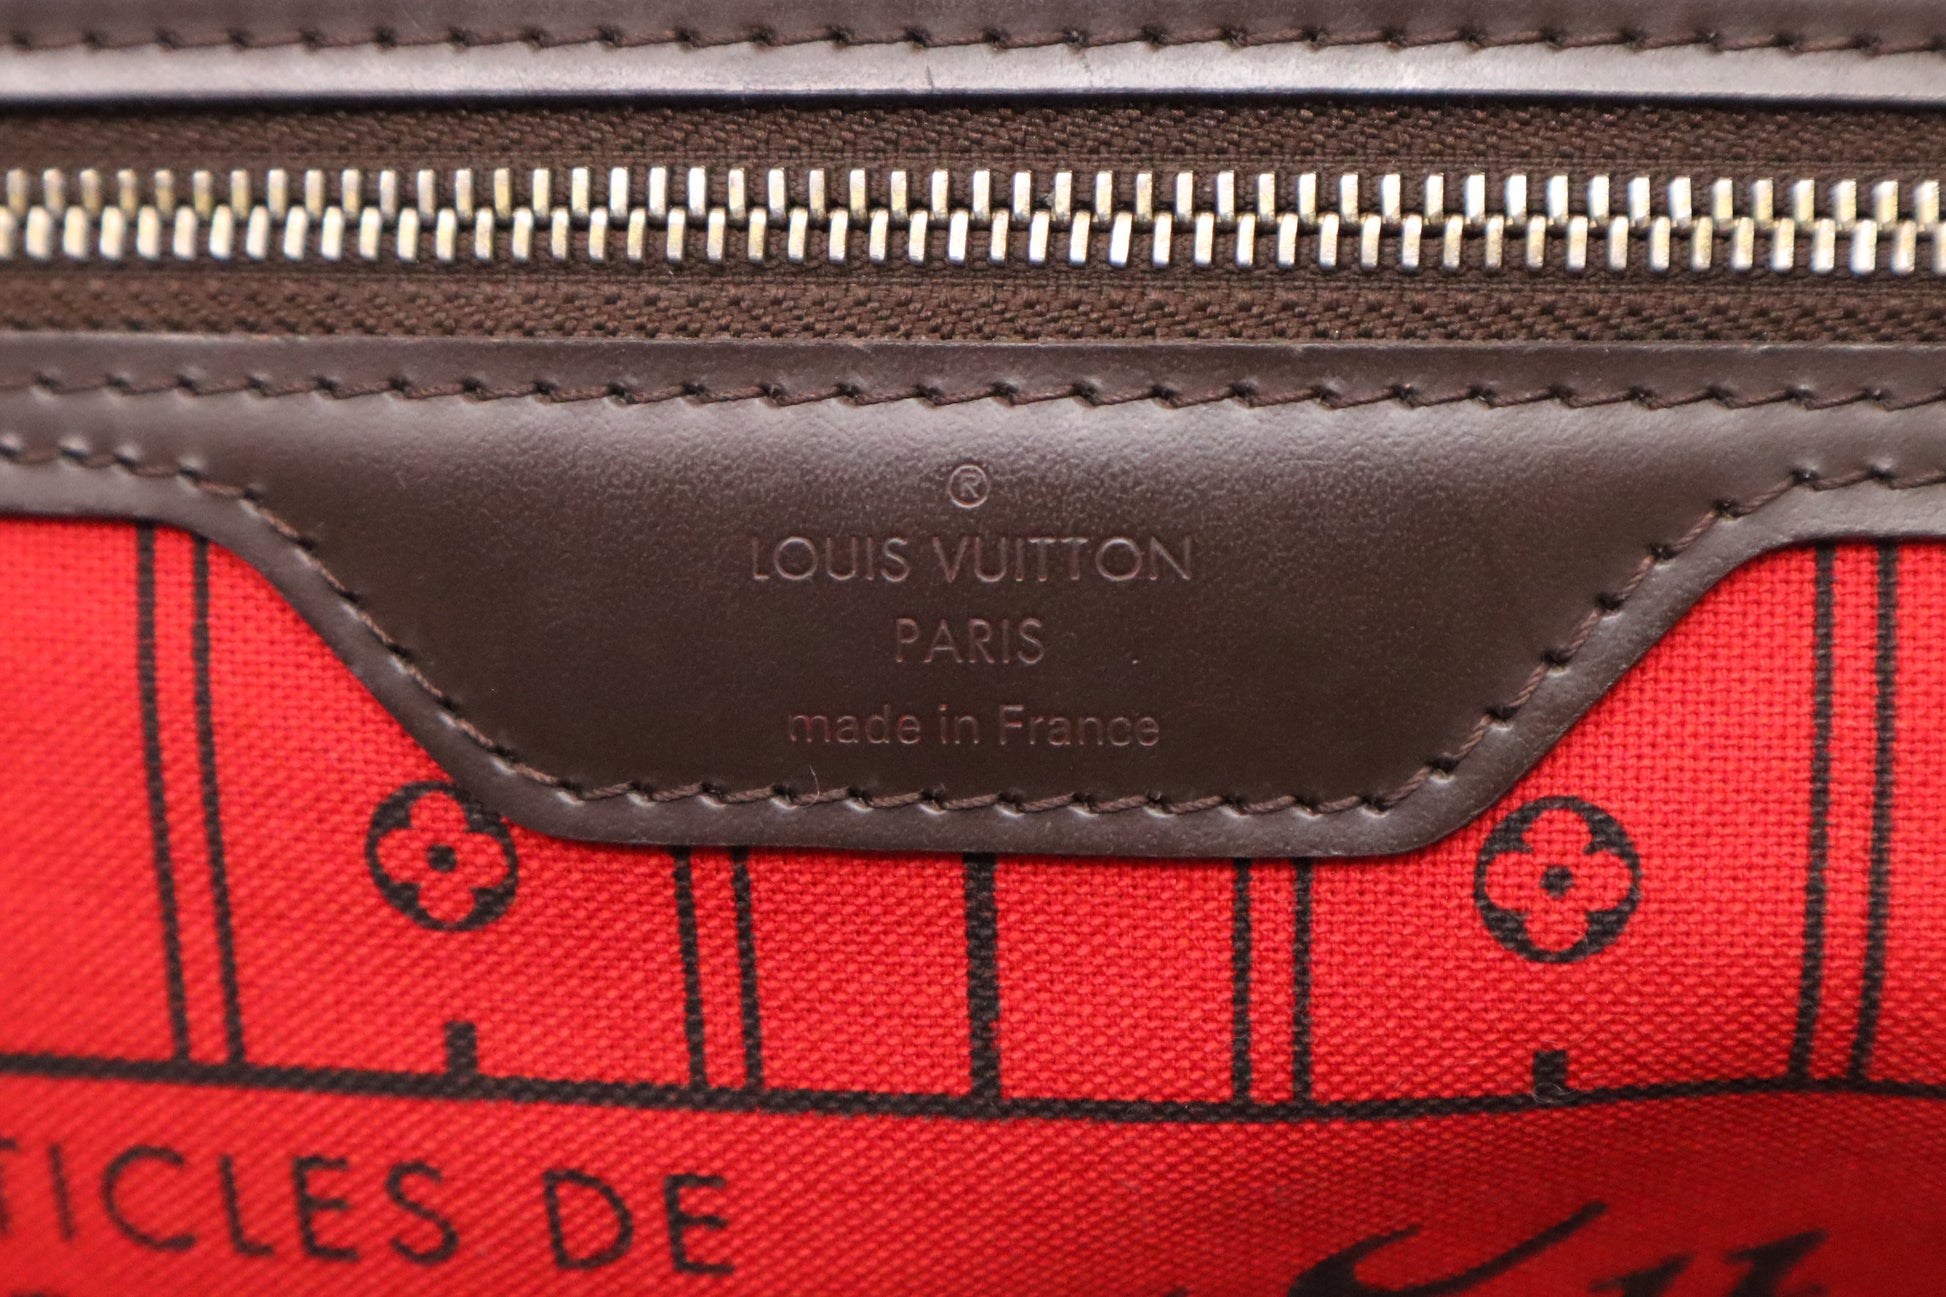 ®
LOUIS VUITTON
PARIS
made in France
TICLES DE